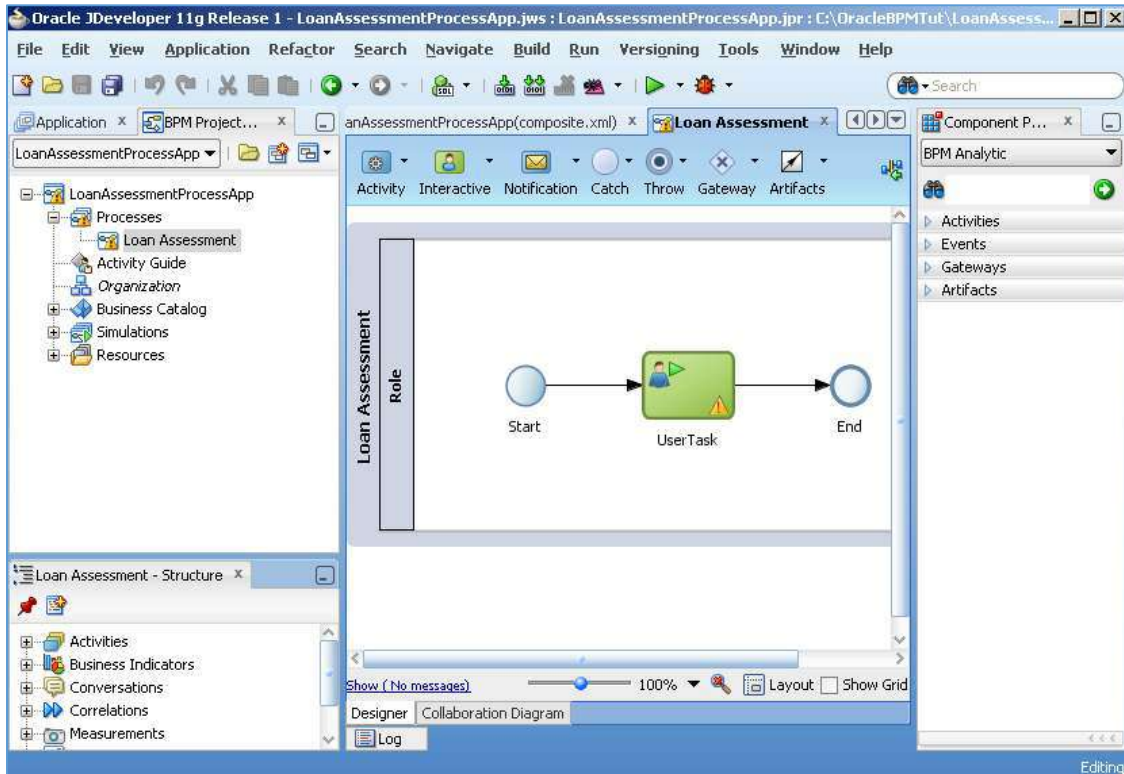 Oracle JDeveloper 11g Release 1 - LoanAssessmentProcessApp.jws : LoanAssessmentProcessApp.jpr : C:\OracleBPMTut\LoanAssess...
File Edit View Application Refactor Search Navigate Build Run Versioning Tools Window Help
Search
Application BPM Project...
LoanAssessmentProcessApp
LoanAssessmentProcessApp
Processes
Loan Assessment
Activity Guide
Organization
Business Catalog
Simulations
Resources
Loan Assessment - Structure
Activities
Business Indicators
Conversations
Correlations
Measurements
anAssessmentProcessApp(composite.xml) Loan Assessment
Activity Interactive Notification Catch Throw Gateway Artifacts
Loan Assessment
Role
Start
UserTask
End
Show ( No messages) 100% Layout Show Grid
Designer Collaboration Diagram
Log
Component P...
BPM Analytic
Activities
Events
Gateways
Artifacts
Editing